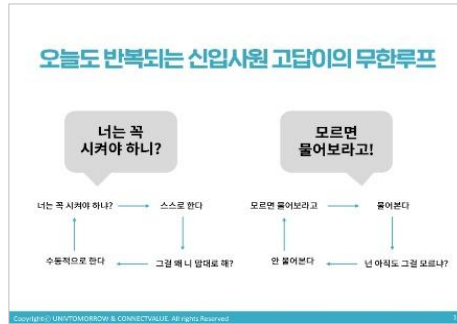 오늘도 반복되는 신입사원 고답이의 무한루프
너는 꼭
시켜야 하니?
모르면
물어보라고!
너는 꼭 시켜야 하냐?
스스로 한다
수동적으로 한다
그걸 왜 니 맘대로 해?
모르면 물어보라고
물어본다
안 물어본다
넌 아직도 그걸 모르냐?
Copyrightⓒ UNIVTOMORROW & CONNECTVALUE. All rights Reserved